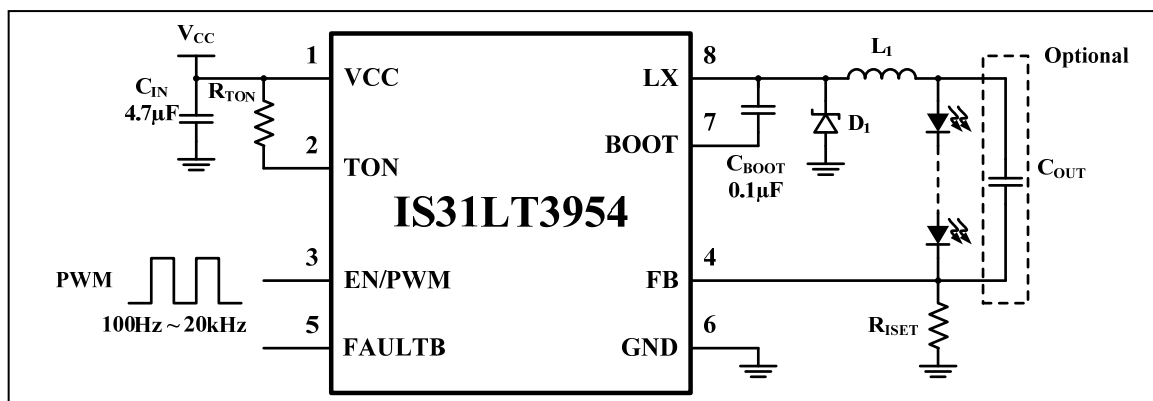 VCC
CIN
4.7µF
RTON
1
VCC
2
TON
IS31LT3954
PWM
100Hz ~ 20kHz
3
EN/PWM
5
FAULTB
8
LX
7
BOOT
CBOOT
0.1µF
D1
L1
Optional
COUT
4
FB
6
GND
RISET